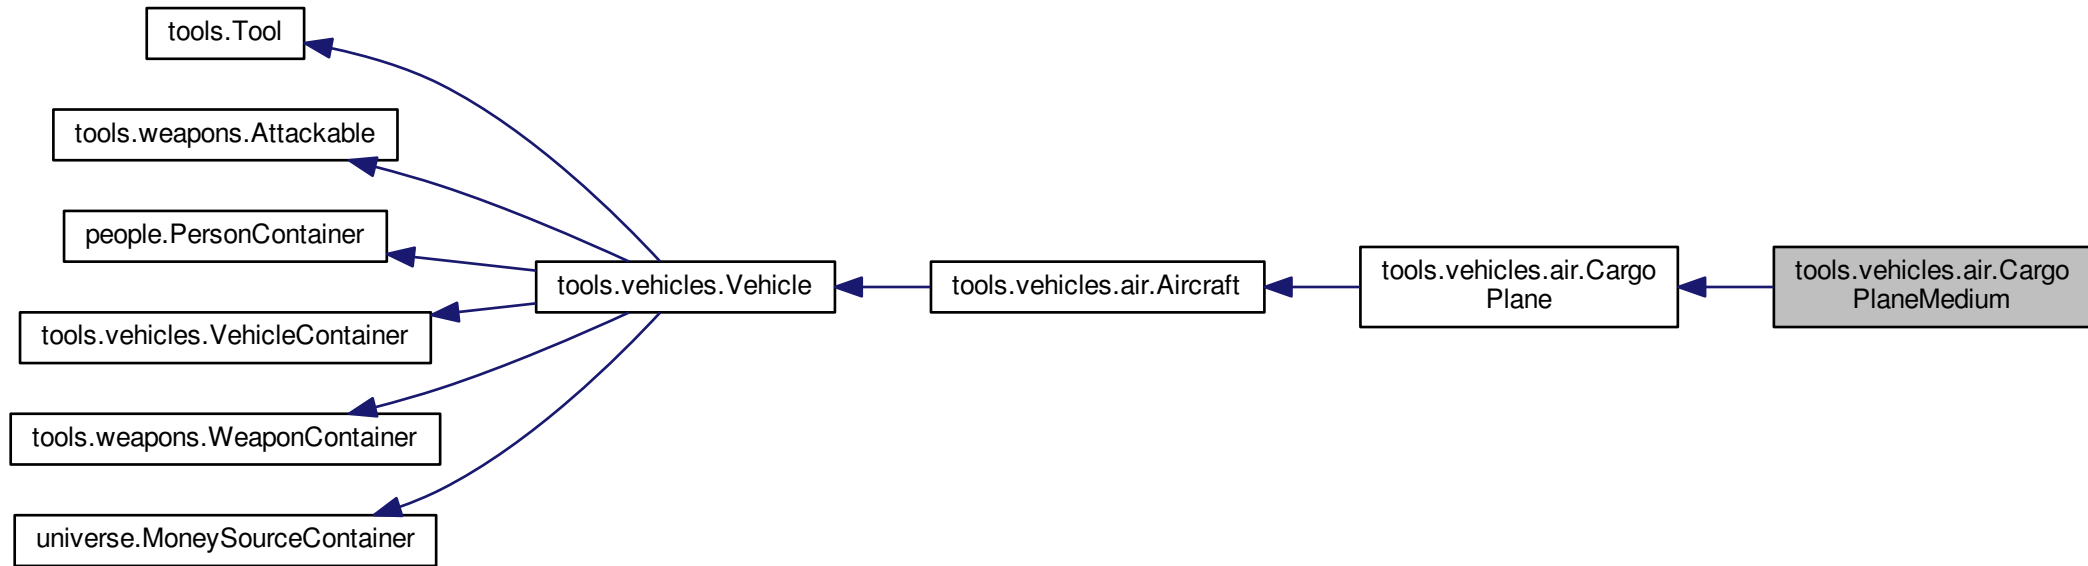 tools.Tool
tools.weapons.Attackable
people.PersonContainer
tools.vehicles.VehicleContainer
tools.weapons.WeaponContainer
universe.MoneySourceContainer
tools.vehicles.Vehicle
tools.vehicles.air.Aircraft
tools.vehicles.air.Cargo
Plane
tools.vehicles.air.Cargo
PlaneMedium